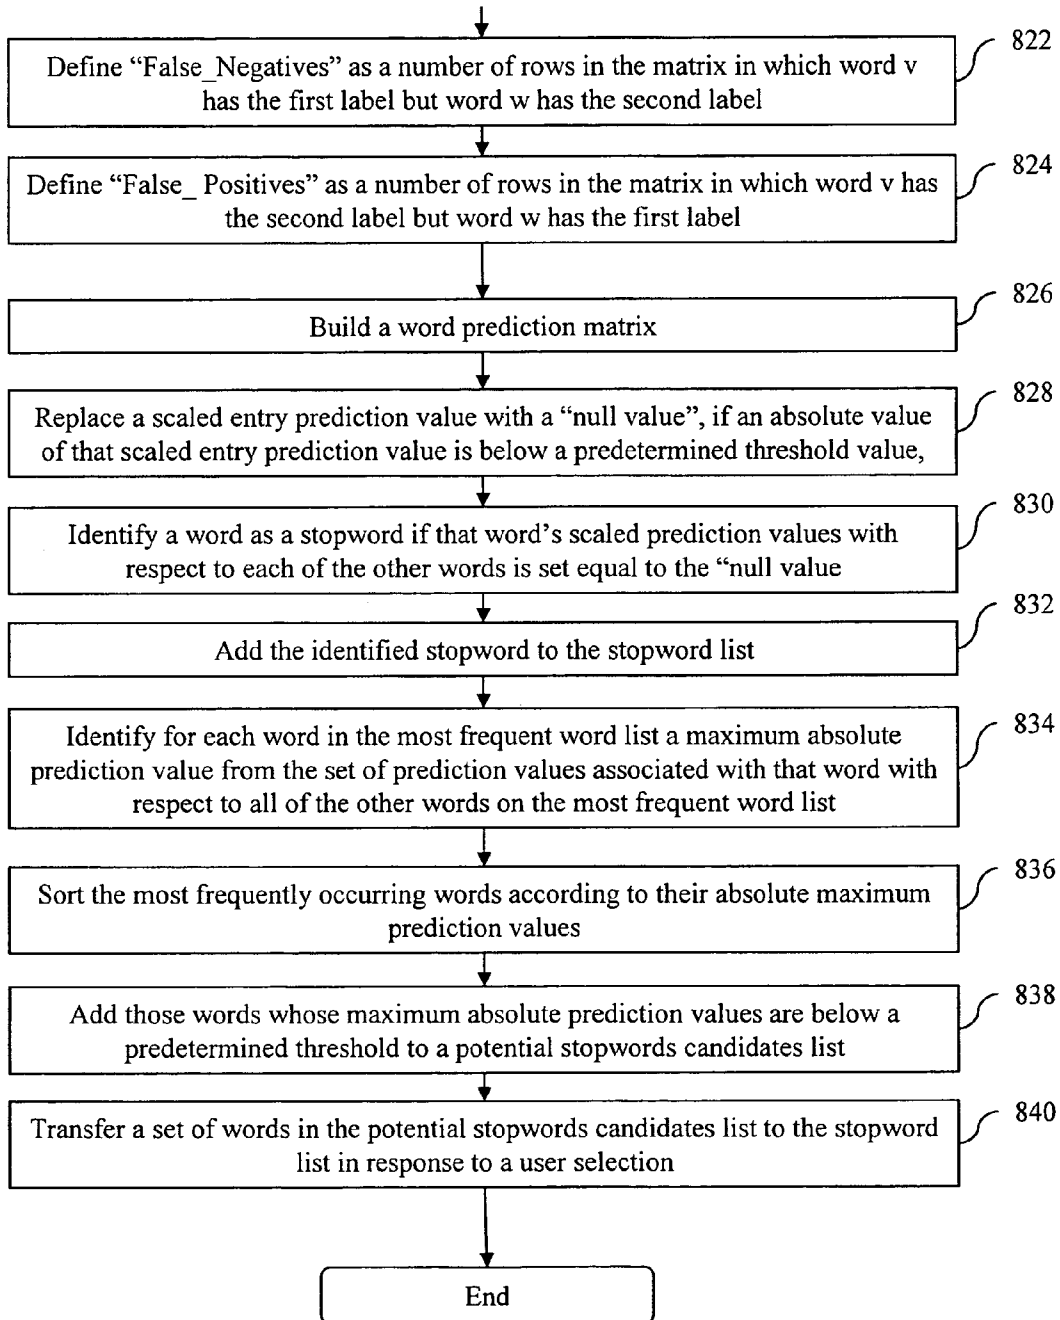 822
Define “False_Negatives” as a number of rows in the matrix in which word v
has the first label but word w has the second label
824
Define “False_ Positives” as a number of rows in the matrix in which word v has
the second label but word w has the first label
826
Build a word prediction matrix
828
Replace a scaled entry prediction value with a “null value”, if an absolute value
of that scaled entry prediction value is below a predetermined threshold value,
830
Identify a word as a stopword if that word’s scaled prediction values with
respect to each of the other words is set equal to the “null value
832
Add the identified stopword to the stopword list
834
Identify for each word in the most frequent word list a maximum absolute
prediction value from the set of prediction values associated with that word with
respect to all of the other words on the most frequent word list
836
Sort the most frequently occurring words according to their absolute maximum
prediction values
838
Add those words whose maximum absolute prediction values are below a
predetermined threshold to a potential stopwords candidates list
840
Transfer a set of words in the potential stopwords candidates list to the stopword
list in response to a user selection
End